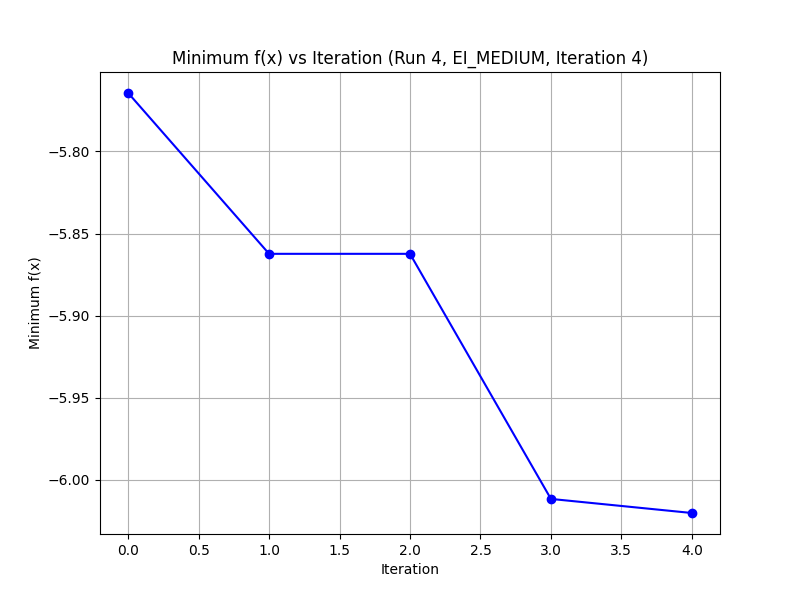 Minimum f(x) vs Iteration (Run 4, EI_MEDIUM, Iteration 4)
Minimum f(x)
−5.80
−5.85
−5.90
−5.95
−6.00
0.0 0.5 1.0 1.5 2.0 2.5 3.0 3.5 4.0
Iteration